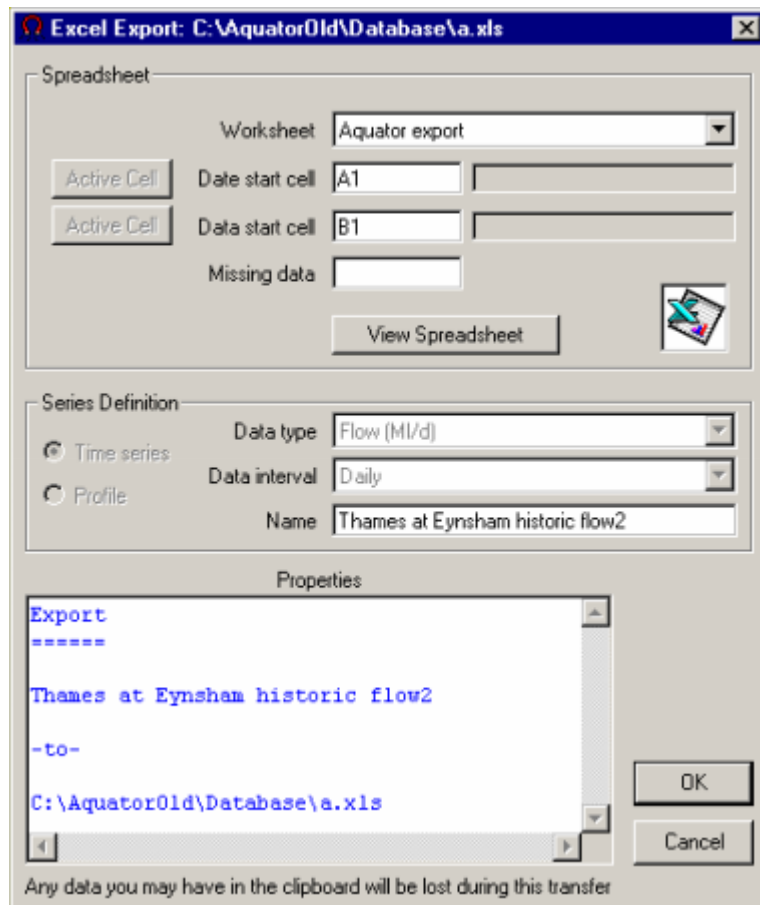 Excel Export: C:\AquatorOld\Database\a.xls
Spreadsheet
Worksheet Aquator export
Active Cell Date start cell A1
Active Cell Data start cell B1
Missing data
View Spreadsheet
Series Definition
Data type Flow (Ml/d)
Time series
Data interval Daily
Profile
Name Thames at Eynsham historic flow2
Properties
Export
======
Thames at Eynsham historic flow2
-to-
C:\AquatorOld\Database\a.xls
OK
Cancel
Any data you may have in the clipboard will be lost during this transfer